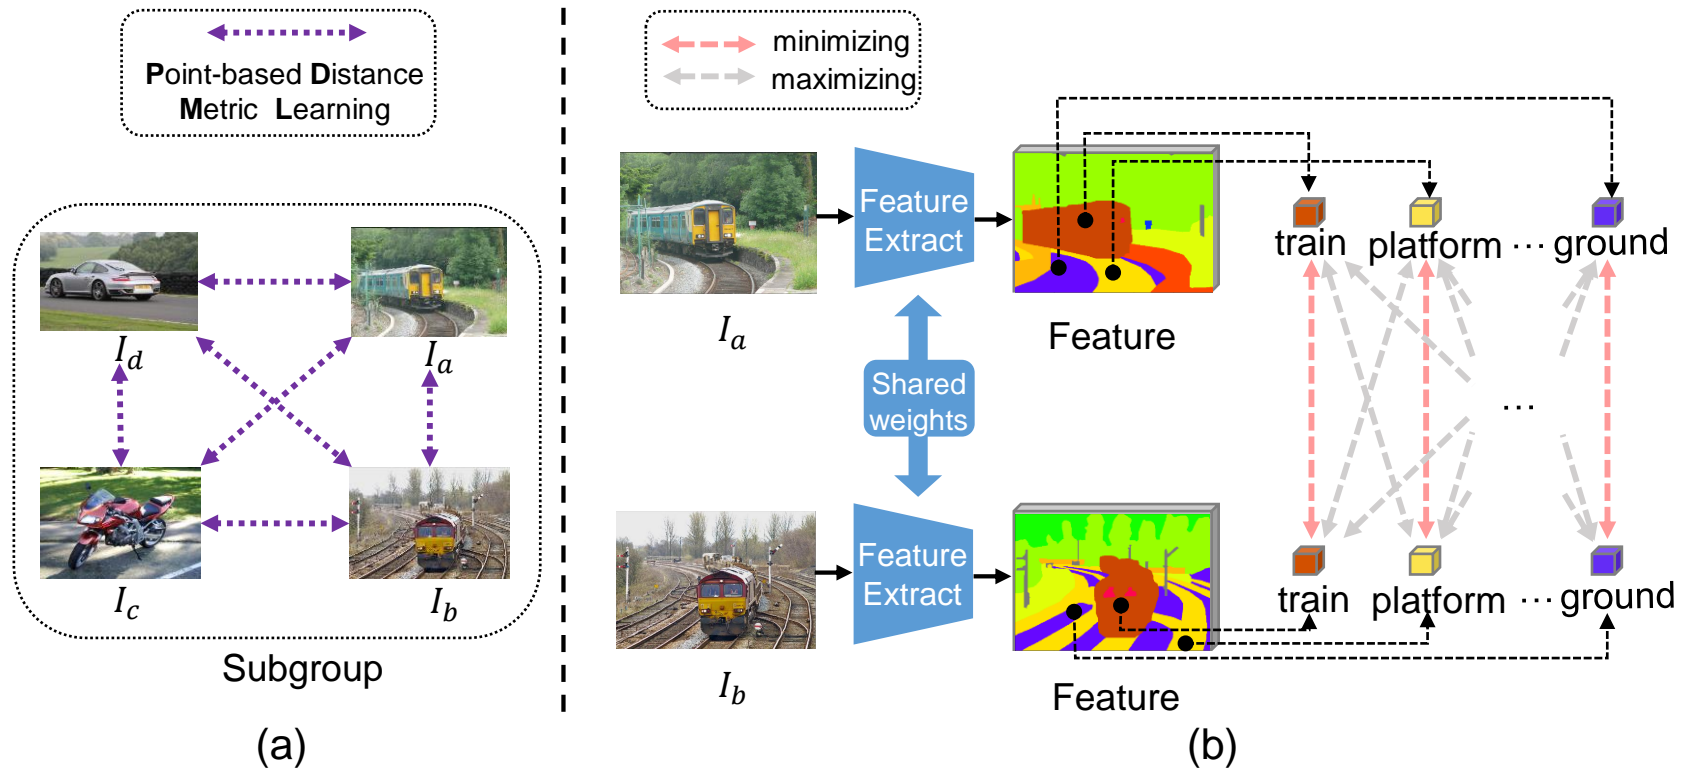 Point-based Distance
Metric Learning
I_d
I_a
I_c
I_b
Subgroup
(a)
minimizing
maximizing
Feature
Extract
I_a
Feature
train platform ... ground
Shared
weights
...
Feature
Extract
train platform ... ground
I_b
Feature
(b)